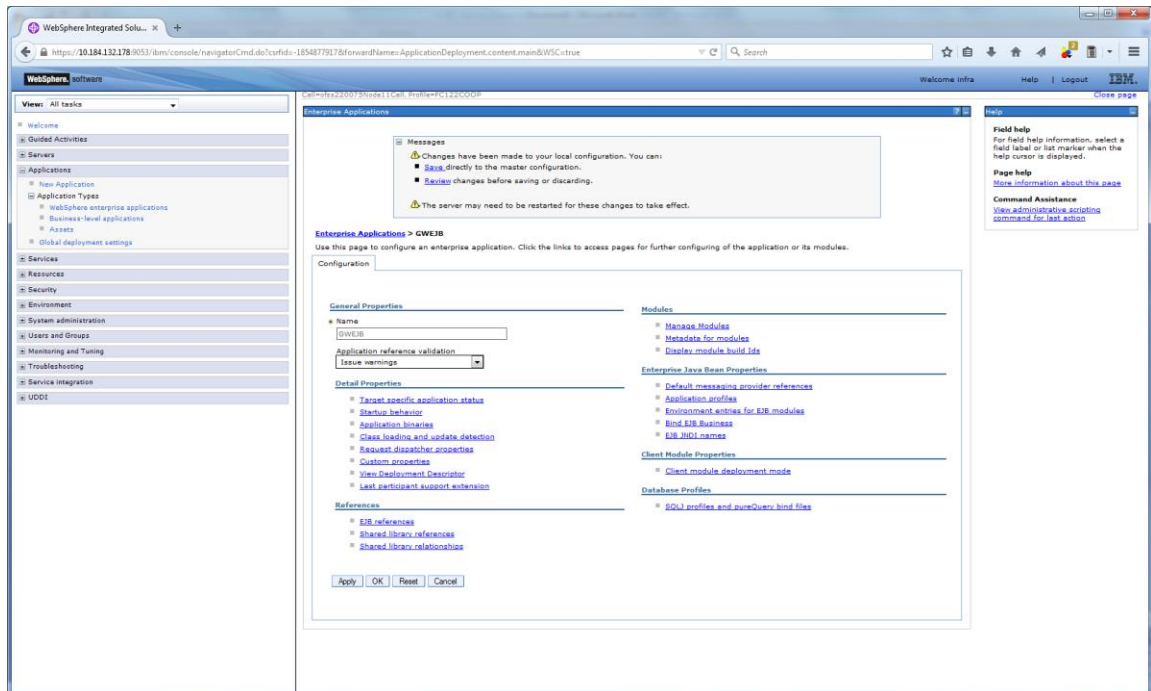 WebSphere Integrated Solu... × +
https://10.184.132.178:9053/ibm/console/navigatorCmd.do?csrfid=-1854877917&forwardName=ApplicationDeployment.content.main&WSC=true
Search
WebSphere. software
Welcome Infra
Help | Logout
IBM.
View: All tasks
Welcome
Guided Activities
Servers
Applications
New Application
Application Types
WebSphere enterprise applications
Business-level applications
Assets
Global deployment settings
Services
Resources
Security
Environment
System administration
Users and Groups
Monitoring and Tuning
Troubleshooting
Service integration
UDDI
Cell=ofss220075Node11Cell, Profile=FC122COOP
Close page
Enterprise Applications
Messages
Changes have been made to your local configuration. You can:
Save directly to the master configuration.
Review changes before saving or discarding.
The server may need to be restarted for these changes to take effect.
Enterprise Applications > GWEJB
Use this page to configure an enterprise application. Click the links to access pages for further configuring of the application or its modules.
Configuration
General Properties
Name
GWEJB
Application reference validation
Issue warnings
Detail Properties
Target specific application status
Startup behavior
Application binaries
Class loading and update detection
Request dispatcher properties
Custom properties
View Deployment Descriptor
Last participant support extension
References
EJB references
Shared library references
Shared library relationships
Apply OK Reset Cancel
Modules
Manage Modules
Metadata for modules
Display module build Ids
Enterprise Java Bean Properties
Default messaging provider references
Application profiles
Environment entries for EJB modules
Bind EJB Business
EJB JNDI names
Client Module Properties
Client module deployment mode
Database Profiles
SQLJ profiles and pureQuery bind files
Help
Field help
For field help information, select a
field label or list marker when the
help cursor is displayed.
Page help
More information about this page
Command Assistance
View administrative scripting
command for last action